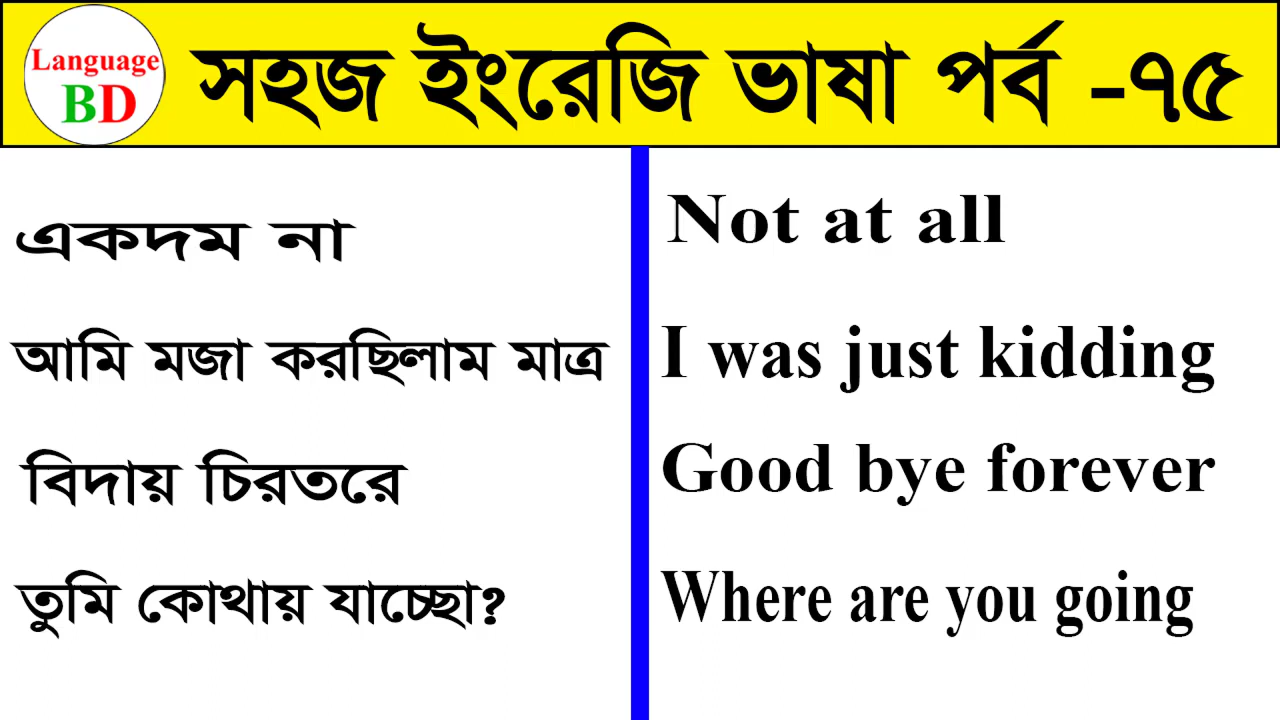 Language
BD
সহজ ইংরেজি ভাষা পর্ব -৭৫
একদম না
Not at all
আমি মজা করছিলাম মাত্র
I was just kidding
বিদায় চিরতরে
Good bye forever
তুমি কোথায় যাচ্ছো?
Where are you going